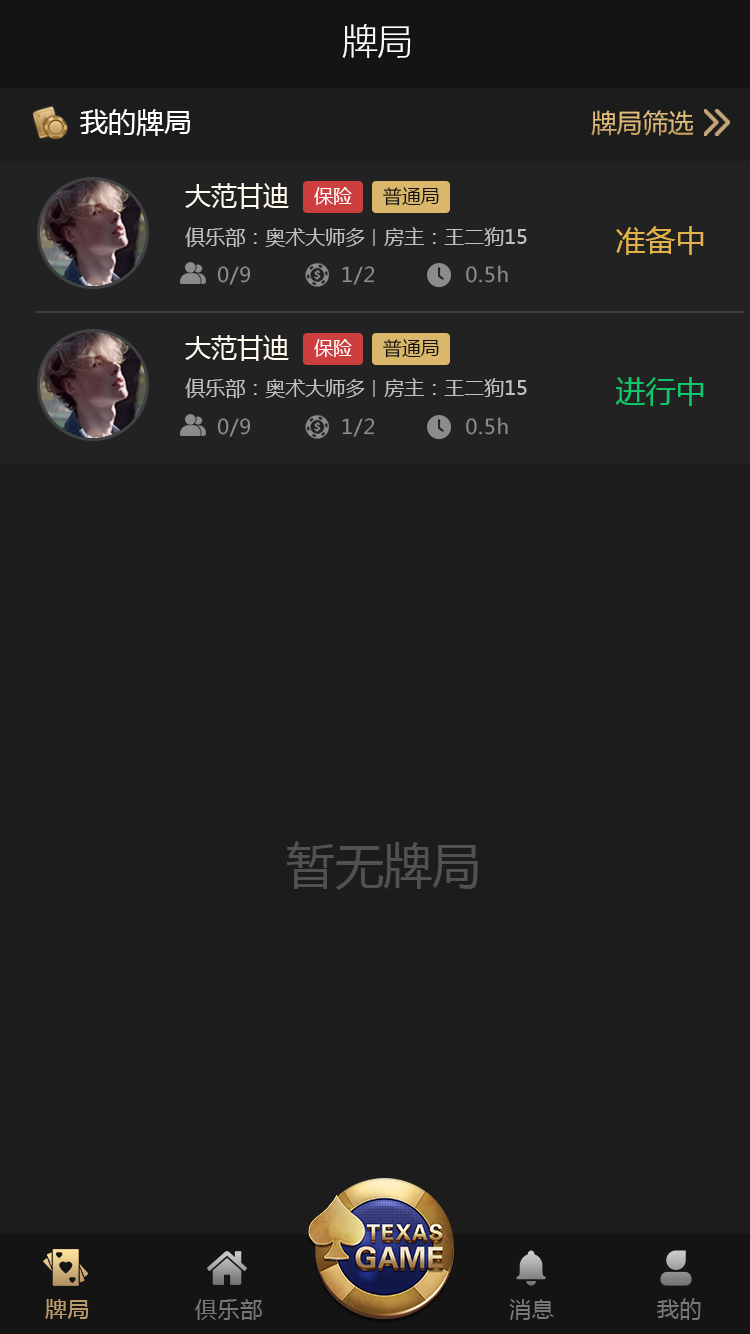 牌局
我的牌局 牌局筛选
大范甘迪 保险 普通局
俱乐部：奥术大师多丨房主：王二狗15
准备中
0/9 1/2 0.5h
大范甘迪 保险 普通局
俱乐部：奥术大师多丨房主：王二狗15
进行中
0/9 1/2 0.5h
暂无牌局
TEXAS
GAME
牌局 俱乐部 消息 我的